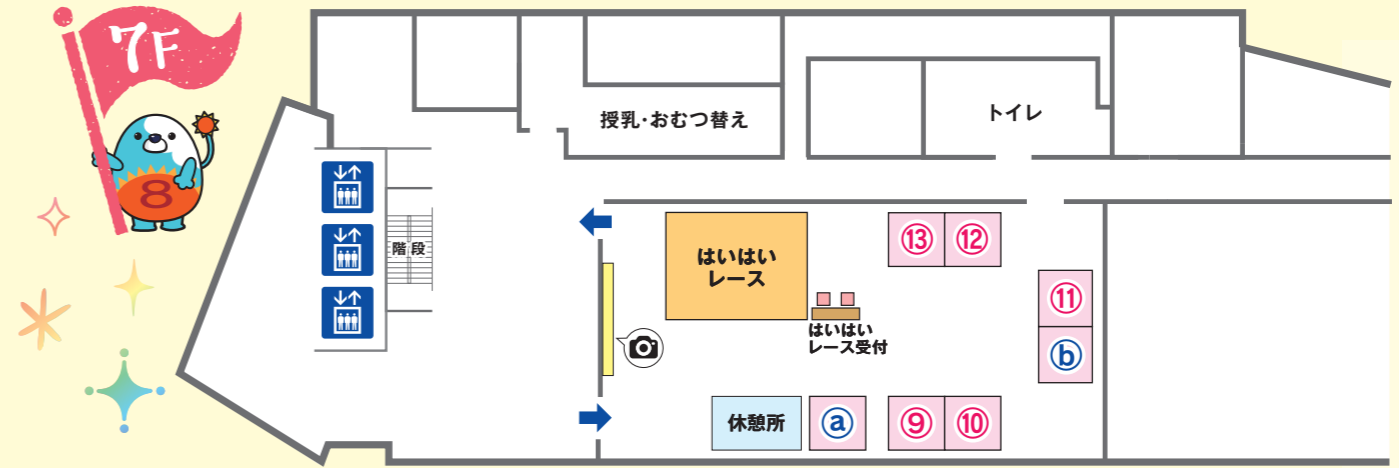 7F
8
授乳・おむつ替え
トイレ
階段
はいはい
レース
⑬ ⑫
⑪
はいはい
レース受付
ⓑ
休憩所
ⓐ
⑨ ⑩